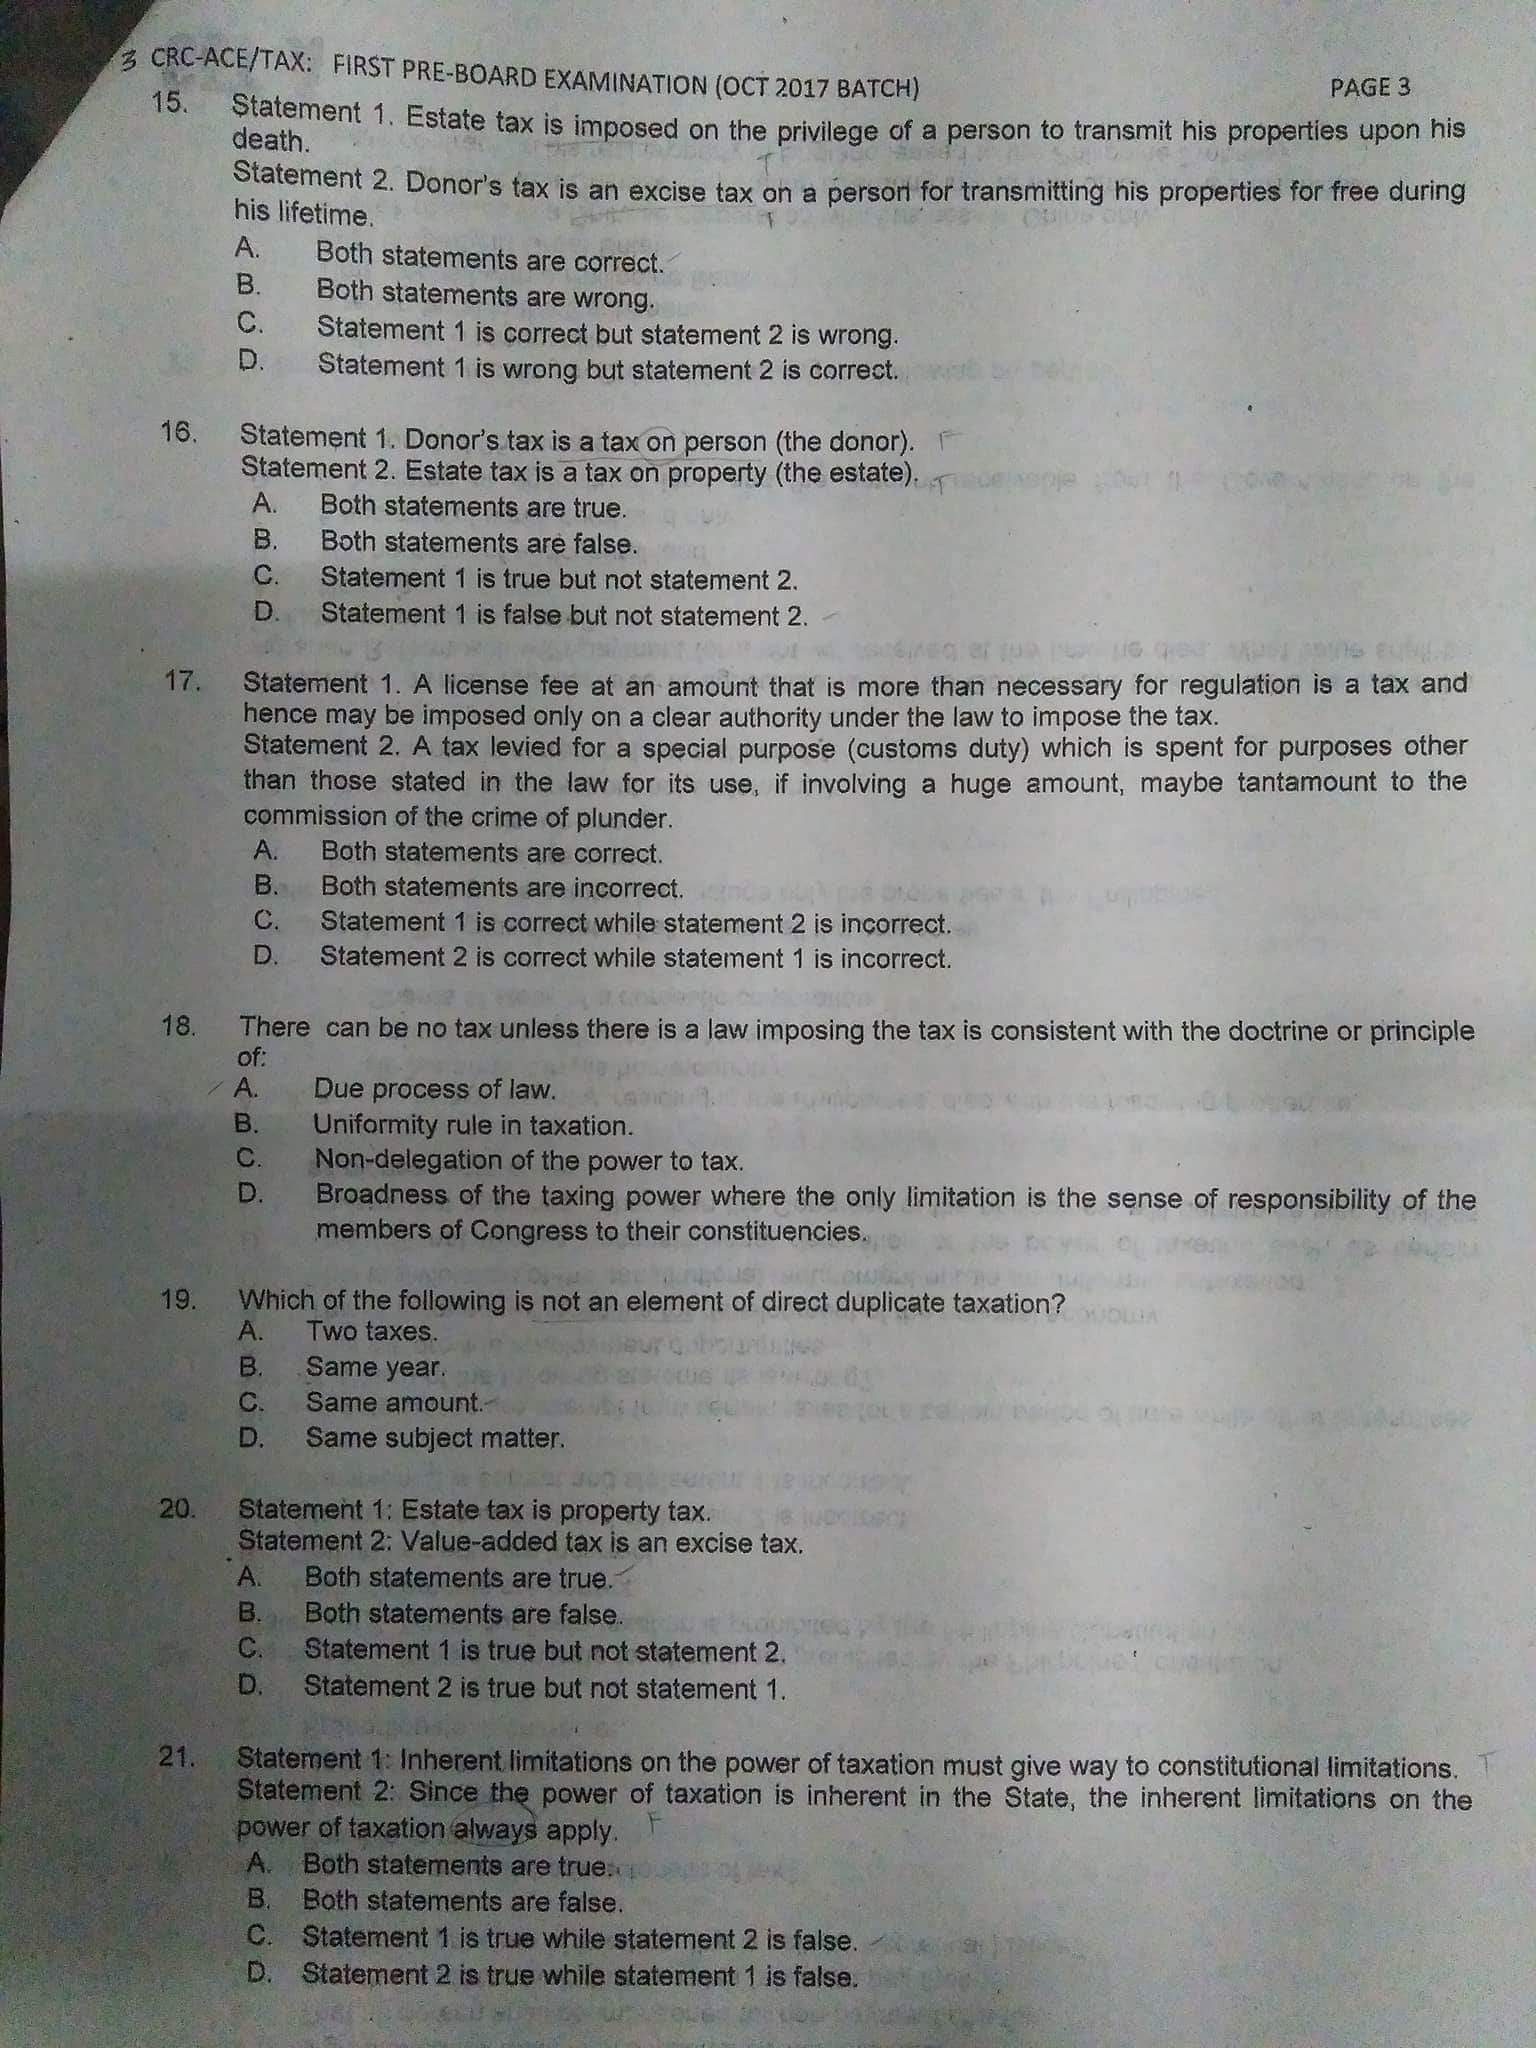 3 CRC-ACE/TAX: FIRST PRE-BOARD EXAMINATION (OCT 2017 BATCH) PAGE 3
15. Statement 1. Estate tax is imposed on the privilege of a person to transmit his properties upon his
death.
Statement 2. Donor's tax is an excise tax on a person for transmitting his properties for free during
his lifetime.
A. Both statements are correct.
B. Both statements are wrong.
C. Statement 1 is correct but statement 2 is wrong.
D. Statement 1 is wrong but statement 2 is correct.
16. Statement 1. Donor's tax is a tax on person (the donor). F
Statement 2. Estate tax is a tax on property (the estate). T
A. Both statements are true.
B. Both statements are false.
C. Statement 1 is true but not statement 2.
D. Statement 1 is false but not statement 2.
17. Statement 1. A license fee at an amount that is more than necessary for regulation is a tax and
hence may be imposed only on a clear authority under the law to impose the tax.
Statement 2. A tax levied for a special purpose (customs duty) which is spent for purposes other
than those stated in the law for its use, if involving a huge amount, maybe tantamount to the
commission of the crime of plunder.
A. Both statements are correct.
B. Both statements are incorrect.
C. Statement 1 is correct while statement 2 is incorrect.
D. Statement 2 is correct while statement 1 is incorrect.
18. There can be no tax unless there is a law imposing the tax is consistent with the doctrine or principle
of:
A. Due process of law.
B. Uniformity rule in taxation.
C. Non-delegation of the power to tax.
D. Broadness of the taxing power where the only limitation is the sense of responsibility of the
members of Congress to their constituencies.
19. Which of the following is not an element of direct duplicate taxation?
A. Two taxes.
B. Same year.
C. Same amount.
D. Same subject matter.
20. Statement 1: Estate tax is property tax.
Statement 2: Value-added tax is an excise tax.
A. Both statements are true.
B. Both statements are false.
C. Statement 1 is true but not statement 2.
D. Statement 2 is true but not statement 1.
21. Statement 1: Inherent limitations on the power of taxation must give way to constitutional limitations. T
Statement 2: Since the power of taxation is inherent in the State, the inherent limitations on the
power of taxation always apply. F
A. Both statements are true.
B. Both statements are false.
C. Statement 1 is true while statement 2 is false.
D. Statement 2 is true while statement 1 is false.